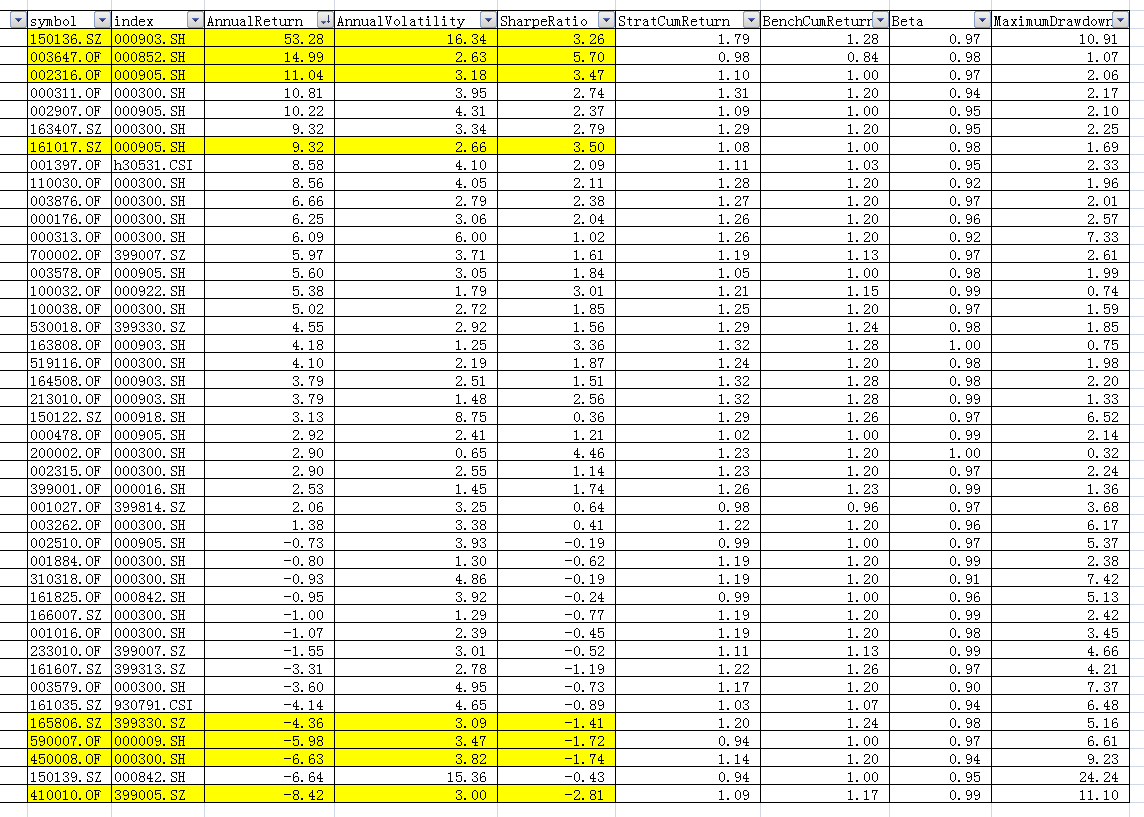 symbol index AnnualReturn AnnualVolatility SharpeRatio StratCumReturn BenchCumReturn Beta MaximumDrawdown
150136.SZ 000903.SH 53.28 16.34 3.26 1.79 1.28 0.97 10.91
003647.OF 000852.SH 14.99 2.63 5.70 0.98 0.84 0.98 1.07
002316.OF 000905.SH 11.04 3.18 3.47 1.10 1.00 0.97 2.06
000311.OF 000300.SH 10.81 3.95 2.74 1.31 1.20 0.94 2.17
002907.OF 000905.SH 10.22 4.31 2.37 1.09 1.00 0.95 2.10
163407.SZ 000300.SH 9.32 3.34 2.79 1.29 1.20 0.95 2.25
161017.SZ 000905.SH 9.32 2.66 3.50 1.08 1.00 0.98 1.69
001397.OF h30531.CSI 8.58 4.10 2.09 1.11 1.03 0.95 2.33
110030.OF 000300.SH 8.56 4.05 2.11 1.28 1.20 0.92 1.96
003876.OF 000300.SH 6.66 2.79 2.38 1.27 1.20 0.97 2.01
000176.OF 000300.SH 6.25 3.06 2.04 1.26 1.20 0.96 2.57
000313.OF 000300.SH 6.09 6.00 1.02 1.26 1.20 0.92 7.33
700002.OF 399007.SZ 5.97 3.71 1.61 1.19 1.13 0.97 2.61
003578.OF 000905.SH 5.60 3.05 1.84 1.05 1.00 0.98 1.99
100032.OF 000922.SH 5.38 1.79 3.01 1.21 1.15 0.99 0.74
100038.OF 000300.SH 5.02 2.72 1.85 1.25 1.20 0.97 1.59
530018.OF 399330.SZ 4.55 2.92 1.56 1.29 1.24 0.98 1.85
163808.OF 000903.SH 4.18 1.25 3.36 1.32 1.28 1.00 0.75
519116.OF 000300.SH 4.10 2.19 1.87 1.24 1.20 0.98 1.98
164508.OF 000903.SH 3.79 2.51 1.51 1.32 1.28 0.98 2.20
213010.OF 000903.SH 3.79 1.48 2.56 1.32 1.28 0.99 1.33
150122.SZ 000918.SH 3.13 8.75 0.36 1.29 1.26 0.97 6.52
000478.OF 000905.SH 2.92 2.41 1.21 1.02 1.00 0.99 2.14
200002.OF 000300.SH 2.90 0.65 4.46 1.23 1.20 1.00 0.32
002315.OF 000300.SH 2.90 2.55 1.14 1.23 1.20 0.97 2.24
399001.OF 000016.SH 2.53 1.45 1.74 1.26 1.23 0.99 1.36
001027.OF 399814.SZ 2.06 3.25 0.64 0.98 0.96 0.97 3.68
003262.OF 000300.SH 1.38 3.38 0.41 1.22 1.20 0.96 6.17
002510.OF 000905.SH -0.73 3.93 -0.19 0.99 1.00 0.97 5.37
001884.OF 000300.SH -0.80 1.30 -0.62 1.19 1.20 0.99 2.38
310318.OF 000300.SH -0.93 4.86 -0.19 1.19 1.20 0.91 7.42
161825.OF 000842.SH -0.95 3.92 -0.24 0.99 1.00 0.96 5.13
166007.SZ 000300.SH -1.00 1.29 -0.77 1.19 1.20 0.99 2.42
001016.OF 000300.SH -1.07 2.39 -0.45 1.19 1.20 0.98 3.45
233010.OF 399007.SZ -1.55 3.01 -0.52 1.11 1.13 0.99 4.66
161607.SZ 399313.SZ -3.31 2.78 -1.19 1.22 1.26 0.97 4.21
003579.OF 000300.SH -3.60 4.95 -0.73 1.17 1.20 0.90 7.37
161035.SZ 930791.CSI -4.14 4.65 -0.89 1.03 1.07 0.94 6.48
165806.SZ 399330.SZ -4.36 3.09 -1.41 1.20 1.24 0.98 5.16
590007.OF 000009.SH -5.98 3.47 -1.72 0.94 1.00 0.97 6.61
450008.OF 000300.SH -6.63 3.82 -1.74 1.14 1.20 0.94 9.23
150139.SZ 000842.SH -6.64 15.36 -0.43 0.94 1.00 0.95 24.24
410010.OF 399005.SZ -8.42 3.00 -2.81 1.09 1.17 0.99 11.10